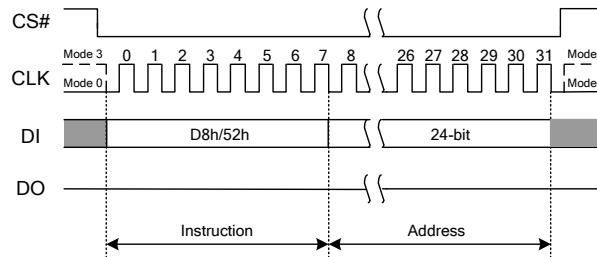 CS#
Mode 3 0 1 2 3 4 5 6 7 8 26 27 28 29 30 31 Mode
CLK
Mode 0 Mode
DI D8h/52h 24-bit
DO
Instruction Address